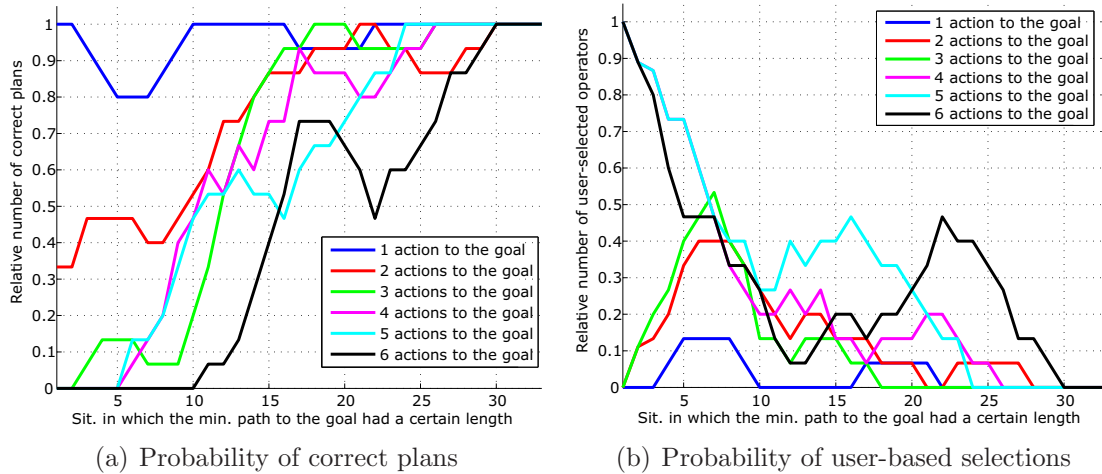 Relative number of correct plans
1
0.9
0.8
0.7
0.6
0.5
0.4
0.3
0.2
0.1
0
1 action to the goal
2 actions to the goal
3 actions to the goal
4 actions to the goal
5 actions to the goal
6 actions to the goal
5 10 15 20 25 30
Sit. in which the min. path to the goal had a certain length
(a) Probability of correct plans
Relative number of user-selected operators
1
0.9
0.8
0.7
0.6
0.5
0.4
0.3
0.2
0.1
0
1 action to the goal
2 actions to the goal
3 actions to the goal
4 actions to the goal
5 actions to the goal
6 actions to the goal
5 10 15 20 25 30
Sit. in which the min. path to the goal had a certain length
(b) Probability of user-based selections